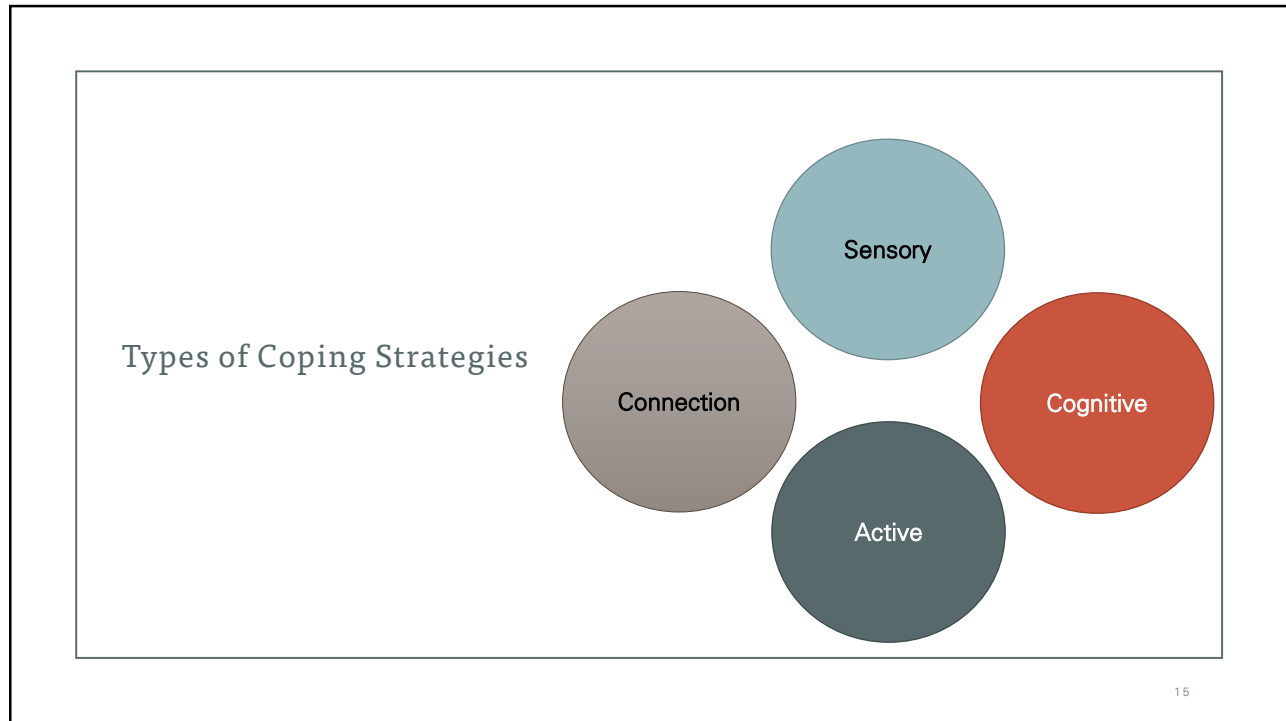 Types of Coping Strategies
Sensory
Connection
Cognitive
Active
15